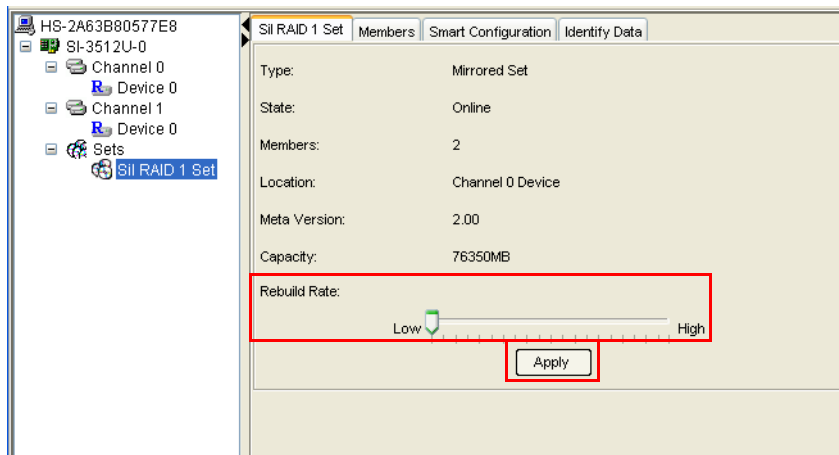 HS-2A63B80577E8
SI-3512U-0
Channel 0
Device 0
Channel 1
Device 0
Sets
Sil RAID 1 Set
Sil RAID 1 Set Members Smart Configuration Identify Data
Type: Mirrored Set
State: Online
Members: 2
Location: Channel 0 Device
Meta Version: 2.00
Capacity: 76350MB
Rebuild Rate:
Low High
Apply